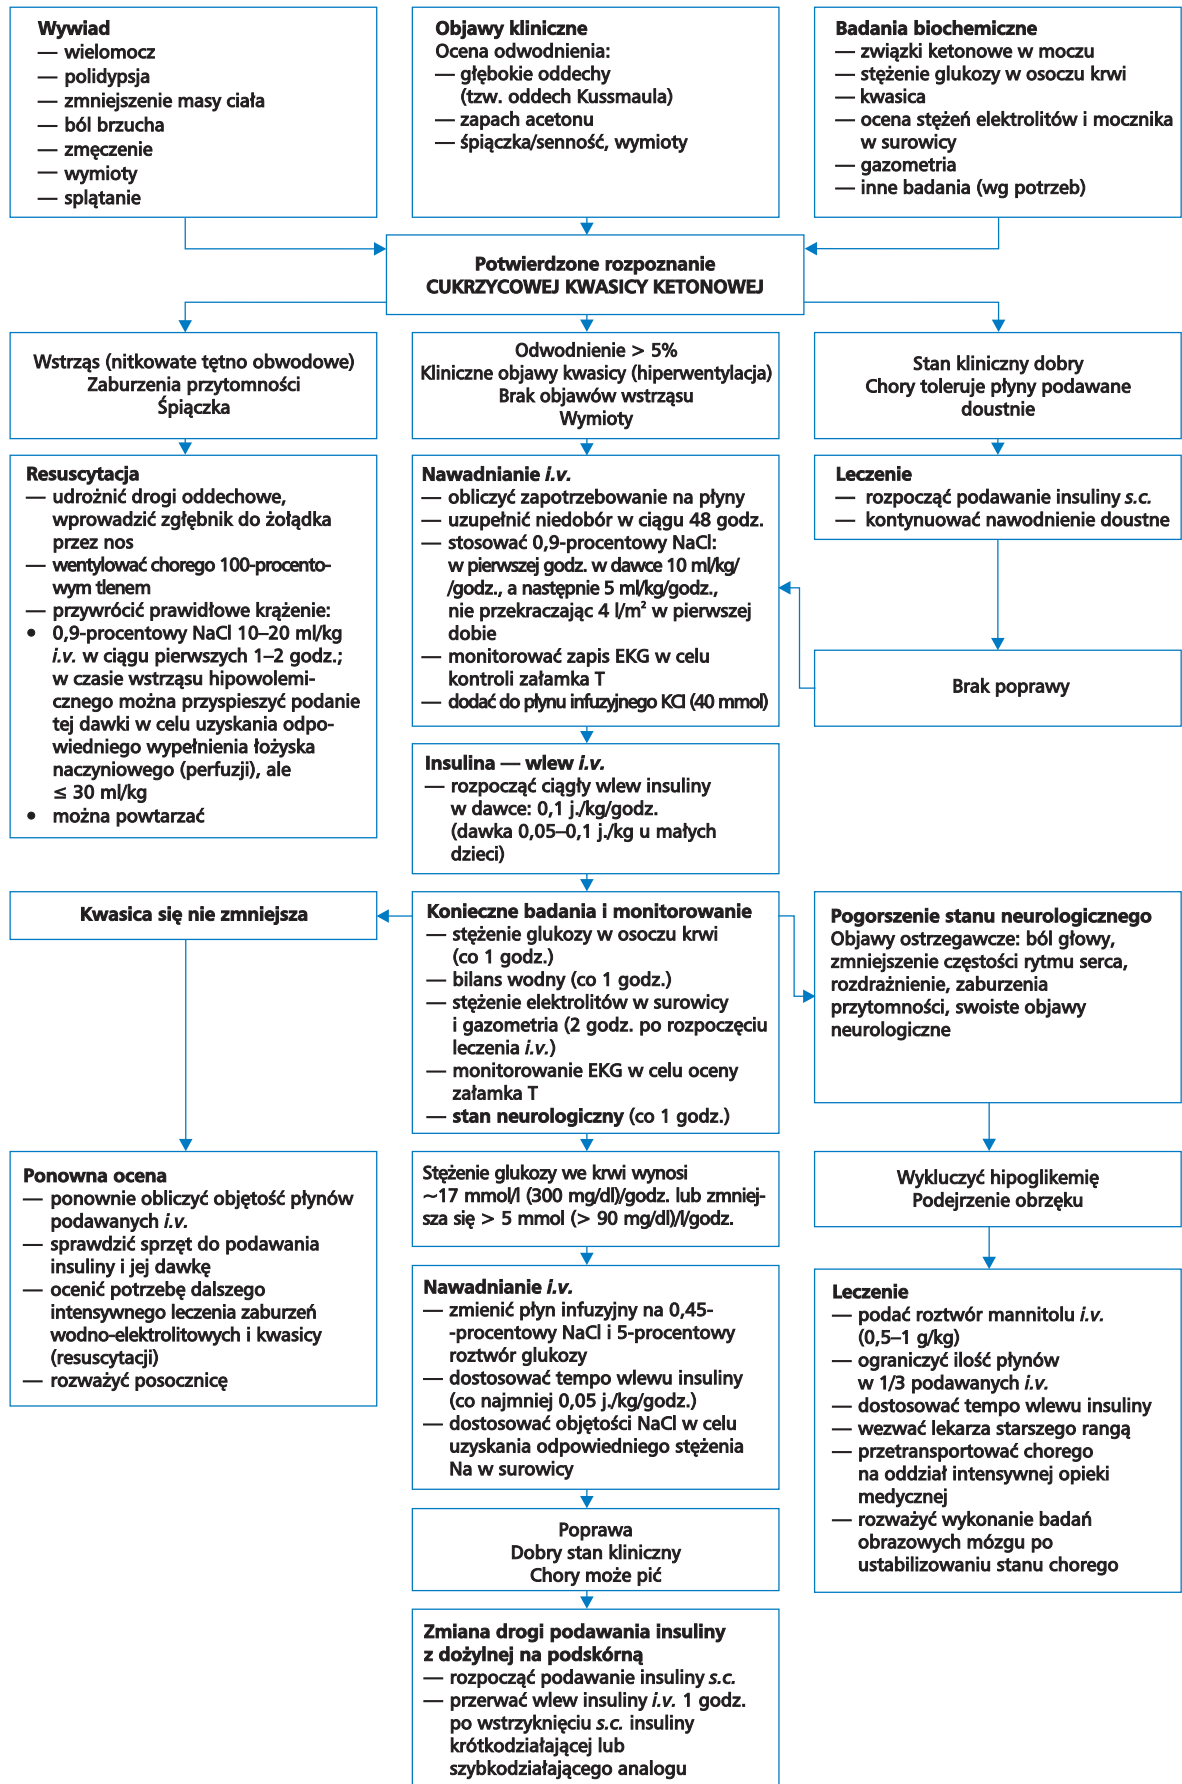 Wywiad
— wielomocz
— polidypsja
— zmniejszenie masy ciała
— ból brzucha
— zmęczenie
— wymioty
— splątanie
Objawy kliniczne
Ocena odwodnienia:
— głębokie oddechy
(tzw. oddech Kussmaula)
— zapach acetonu
— śpiączka/senność, wymioty
Badania biochemiczne
— związki ketonowe w moczu
— stężenie glukozy w osoczu krwi
— kwasica
— ocena stężeń elektrolitów i mocznika
w surowicy
— gazometria
— inne badania (wg potrzeb)
Potwierdzone rozpoznanie
CUKRZYCOWEJ KWASICY KETONOWEJ
Wstrząs (nitkowate tętno obwodowe)
Zaburzenia przytomności
Śpiączka
Odwodnienie > 5%
Kliniczne objawy kwasicy (hiperwentylacja)
Brak objawów wstrząsu
Wymioty
Stan kliniczny dobry
Chory toleruje płyny podawane
doustnie
Resuscytacja
— udrożnić drogi oddechowe,
wprowadzić zgłębnik do żołądka
przez nos
— wentylować chorego 100-procento-
wym tlenem
— przywrócić prawidłowe krążenie:
• 0,9-procentowy NaCl 10–20 ml/kg
i.v. w ciągu pierwszych 1–2 godz.;
w czasie wstrząsu hipowolemi-
cznego można przyspieszyć podanie
tej dawki w celu uzyskania odpo-
wiedniego wypełnienia łożyska
naczyniowego (perfuzji), ale
≤ 30 ml/kg
• można powtarzać
Nawadnianie i.v.
— obliczyć zapotrzebowanie na płyny
— uzupełnić niedobór w ciągu 48 godz.
— stosować 0,9-procentowy NaCl:
w pierwszej godz. w dawce 10 ml/kg/
/godz., a następnie 5 ml/kg/godz.,
nie przekraczając 4 l/m² w pierwszej
dobie
— monitorować zapis EKG w celu
kontroli załamka T
— dodać do płynu infuzyjnego KCl (40 mmol)
Leczenie
— rozpocząć podawanie insuliny s.c.
— kontynuować nawodnienie doustne
Brak poprawy
Insulina — wlew i.v.
— rozpocząć ciągły wlew insuliny
w dawce: 0,1 j./kg/godz.
(dawka 0,05–0,1 j./kg u małych
dzieci)
Kwasica się nie zmniejsza
Konieczne badania i monitorowanie
— stężenie glukozy w osoczu krwi
(co 1 godz.)
— bilans wodny (co 1 godz.)
— stężenie elektrolitów w surowicy
i gazometria (2 godz. po rozpoczęciu
leczenia i.v.)
— monitorowanie EKG w celu oceny
załamka T
— stan neurologiczny (co 1 godz.)
Pogorszenie stanu neurologicznego
Objawy ostrzegawcze: ból głowy,
zmniejszenie częstości rytmu serca,
rozdrażnienie, zaburzenia
przytomności, swoiste objawy
neurologiczne
Ponowna ocena
— ponownie obliczyć objętość płynów
podawanych i.v.
— sprawdzić sprzęt do podawania
insuliny i jej dawkę
— ocenić potrzebę dalszego
intensywnego leczenia zaburzeń
wodno-elektrolitowych i kwasicy
(resuscytacji)
— rozważyć posocznicę
Stężenie glukozy we krwi wynosi
~17 mmol/l (300 mg/dl)/godz. lub zmniej-
sza się > 5 mmol (> 90 mg/dl)/l/godz.
Wykluczyć hipoglikemię
Podejrzenie obrzęku
Nawadnianie i.v.
— zmienić płyn infuzyjny na 0,45-
-procentowy NaCl i 5-procentowy
roztwór glukozy
— dostosować tempo wlewu insuliny
(co najmniej 0,05 j./kg/godz.)
— dostosować objętości NaCl w celu
uzyskania odpowiedniego stężenia
Na w surowicy
Leczenie
— podać roztwór mannitolu i.v.
(0,5–1 g/kg)
— ograniczyć ilość płynów
w 1/3 podawanych i.v.
— dostosować tempo wlewu insuliny
— wezwać lekarza starszego rangą
— przetransportować chorego
na oddział intensywnej opieki
medycznej
— rozważyć wykonanie badań
obrazowych mózgu po
ustabilizowaniu stanu chorego
Poprawa
Dobry stan kliniczny
Chory może pić
Zmiana drogi podawania insuliny
z dożylnej na podskórną
— rozpocząć podawanie insuliny s.c.
— przerwać wlew insuliny i.v. 1 godz.
po wstrzyknięciu s.c. insuliny
krótkodziałającej lub
szybkodziałającego analogu